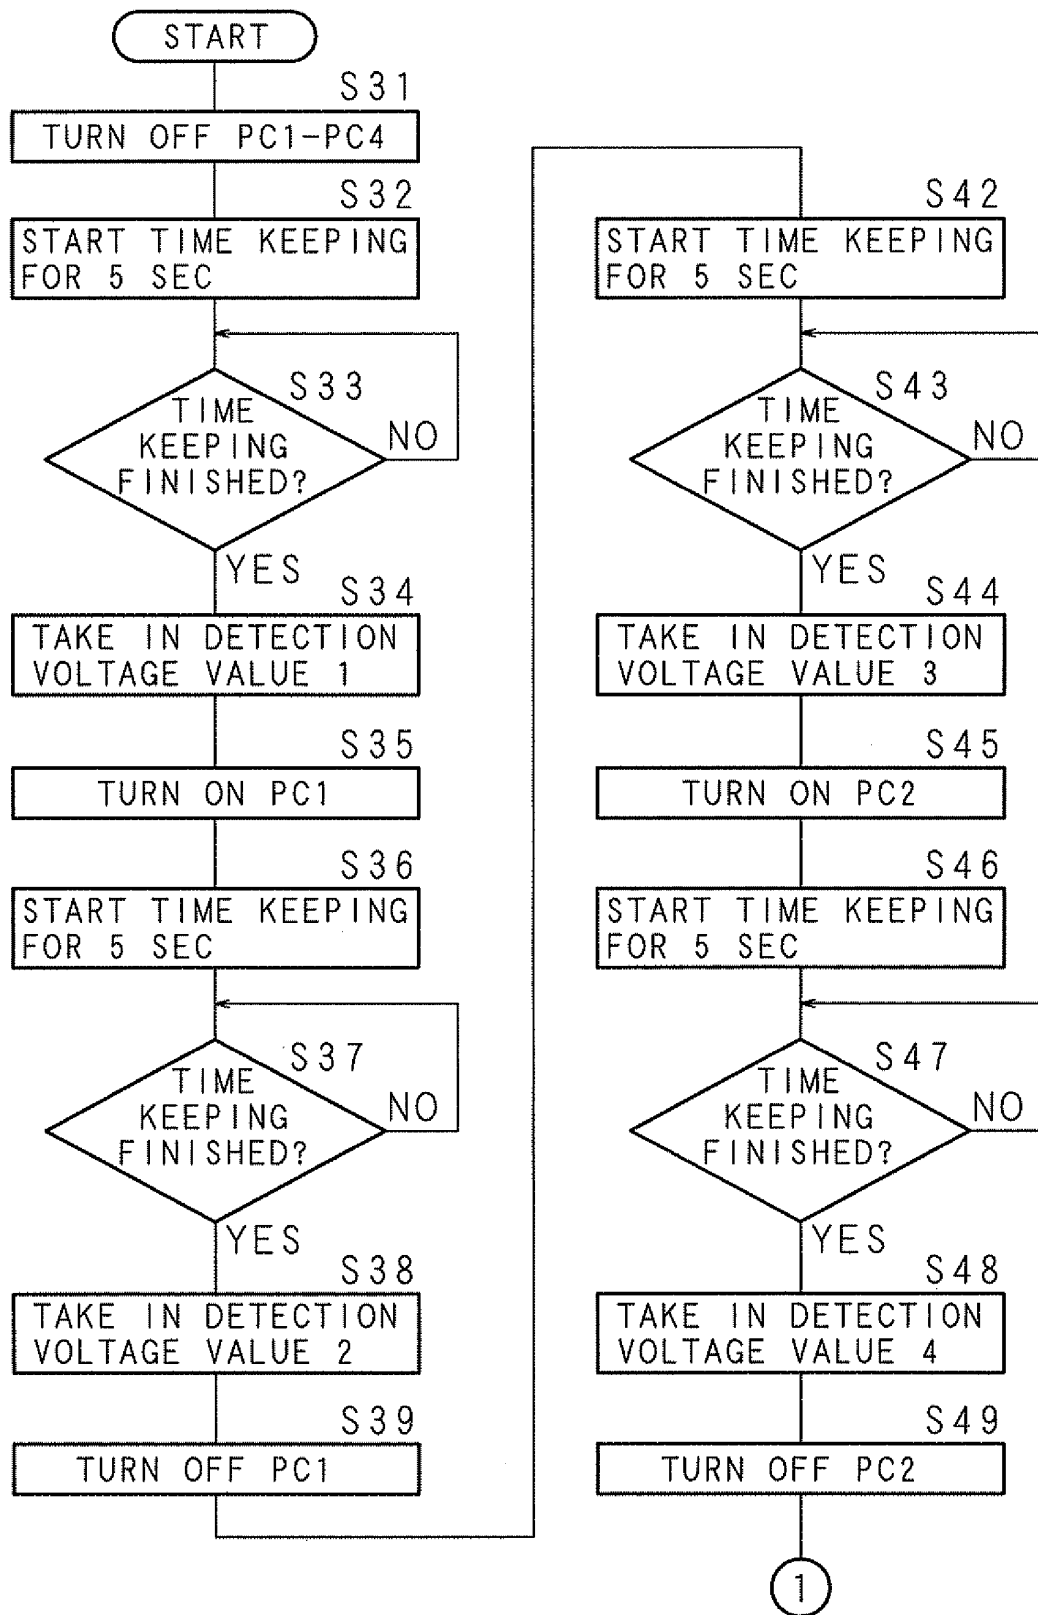 START
S31
TURN OFF PC1-PC4
S32
START TIME KEEPING
FOR 5 SEC
S33
TIME
KEEPING
FINISHED?
NO
YES
S34
TAKE IN DETECTION
VOLTAGE VALUE 1
S35
TURN ON PC1
S36
START TIME KEEPING
FOR 5 SEC
S37
TIME
KEEPING
FINISHED?
NO
YES
S38
TAKE IN DETECTION
VOLTAGE VALUE 2
S39
TURN OFF PC1
S42
START TIME KEEPING
FOR 5 SEC
S43
TIME
KEEPING
FINISHED?
NO
YES
S44
TAKE IN DETECTION
VOLTAGE VALUE 3
S45
TURN ON PC2
S46
START TIME KEEPING
FOR 5 SEC
S47
TIME
KEEPING
FINISHED?
NO
YES
S48
TAKE IN DETECTION
VOLTAGE VALUE 4
S49
TURN OFF PC2
1